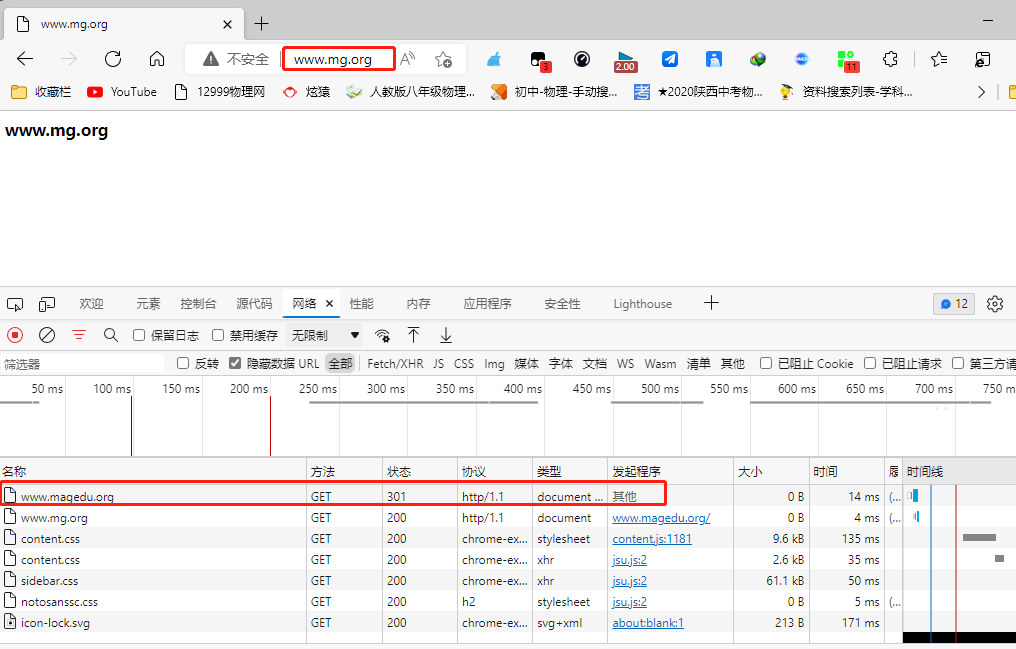 www.mg.org
不安全 www.mg.org A 3 2.00 11
收藏栏 YouTube 12999物理网 炫猿 人教版八年级物理... 初中-物理-手动搜... 考 ★2020陕西中考物... 资料搜索列表-学科...
www.mg.org
欢迎 元素 控制台 源代码 网络 性能 内存 应用程序 安全性 Lighthouse 12
保留日志 禁用缓存 无限制
筛选器 反转 隐藏数据 URL 全部 Fetch/XHR JS CSS Img 媒体 字体 文档 WS Wasm 清单 其他 已阻止 Cookie 已阻止请求 第三方请
50 ms 100 ms 150 ms 200 ms 250 ms 300 ms 350 ms 400 ms 450 ms 500 ms 550 ms 600 ms 650 ms 700 ms 750 m
名称 方法 状态 协议 类型 发起程序 大小 时间 履 时间线
www.magedu.org GET 301 http/1.1 document ... 其他 0 B 14 ms (...
www.mg.org GET 200 http/1.1 document www.magedu.org/ 0 B 4 ms (...
content.css GET 200 chrome-ex... stylesheet content.js:1181 9.6 kB 135 ms
content.css GET 200 chrome-ex... xhr jsu.js:2 2.6 kB 35 ms
sidebar.css GET 200 chrome-ex... xhr jsu.js:2 61.1 kB 50 ms
notosanssc.css GET 200 h2 stylesheet jsu.js:2 0 B 5 ms (...
icon-lock.svg GET 200 chrome-ex... svg+xml about:blank:1 213 B 171 ms